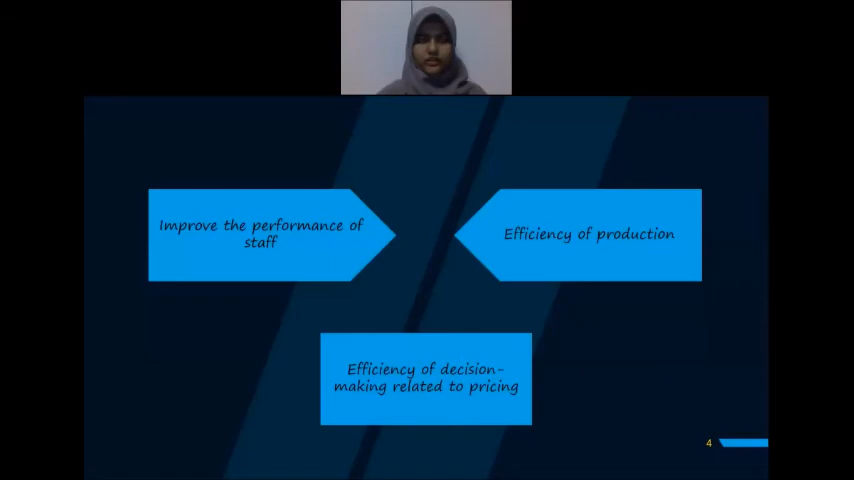 Improve the performance of
staff
Efficiency of production
Efficiency of decision-
making related to pricing
4